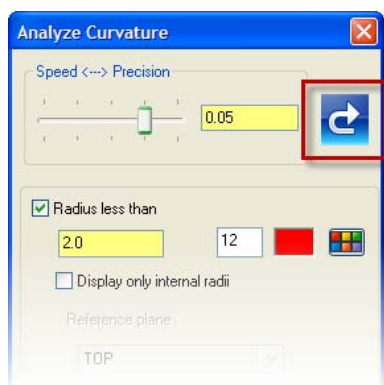 Analyze Curvature
Speed <---> Precision
0.05
Radius less than
2.0 12
Display only internal radii
Reference plane
TOP